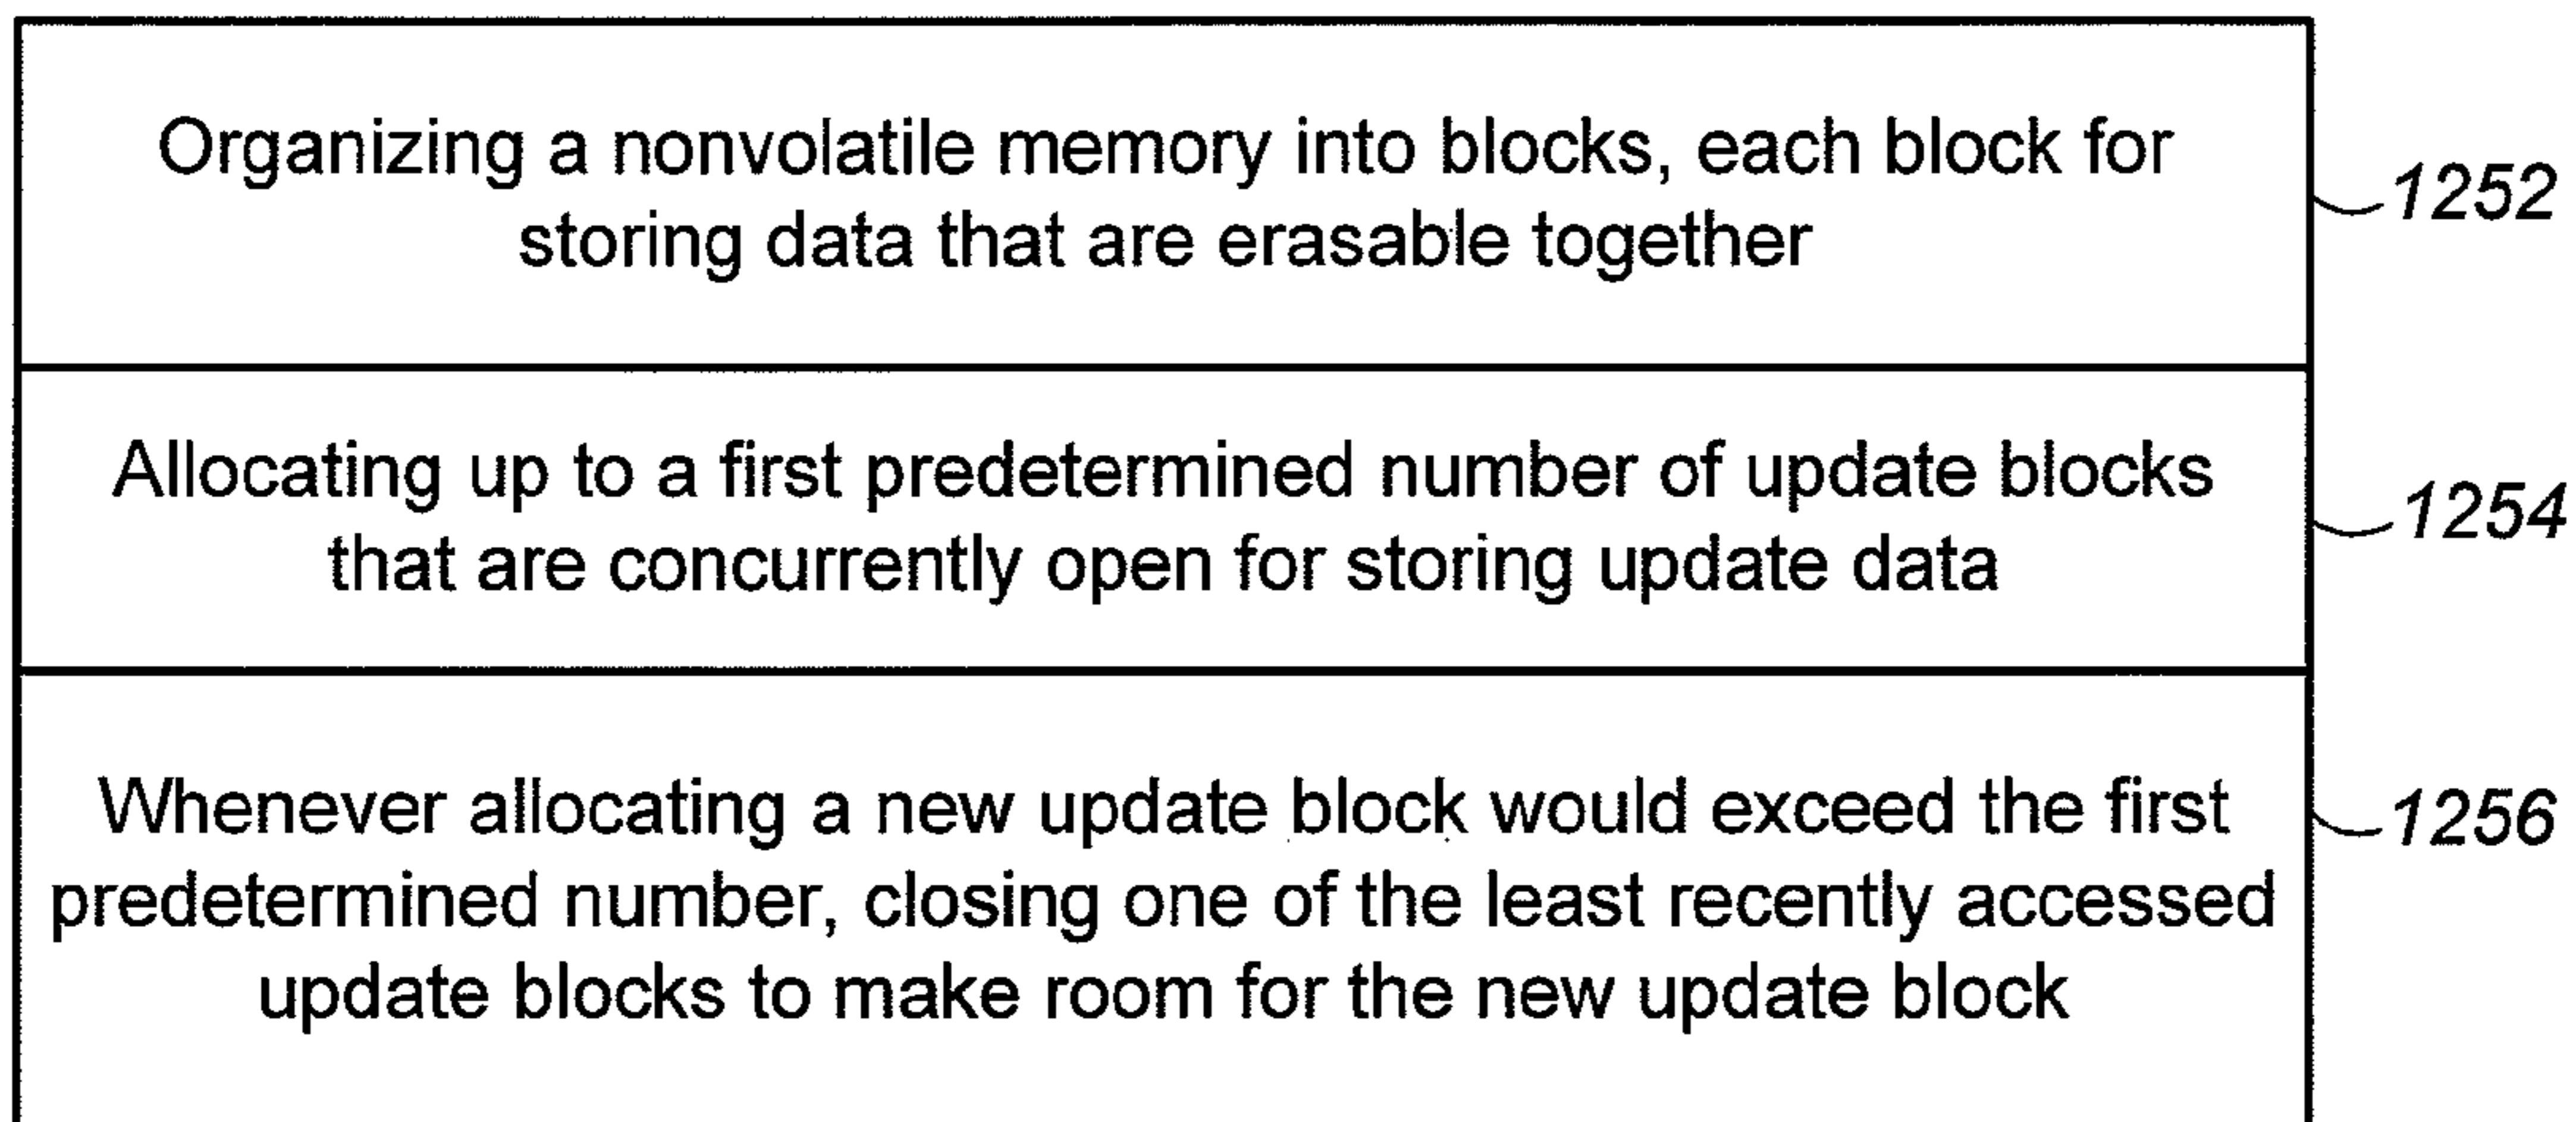 Organizing a nonvolatile memory into blocks, each block for
storing data that are erasable together
1252
Allocating up to a first predetermined number of update blocks
that are concurrently open for storing update data
1254
Whenever allocating a new update block would exceed the first
predetermined number, closing one of the least recently accessed
update blocks to make room for the new update block
1256